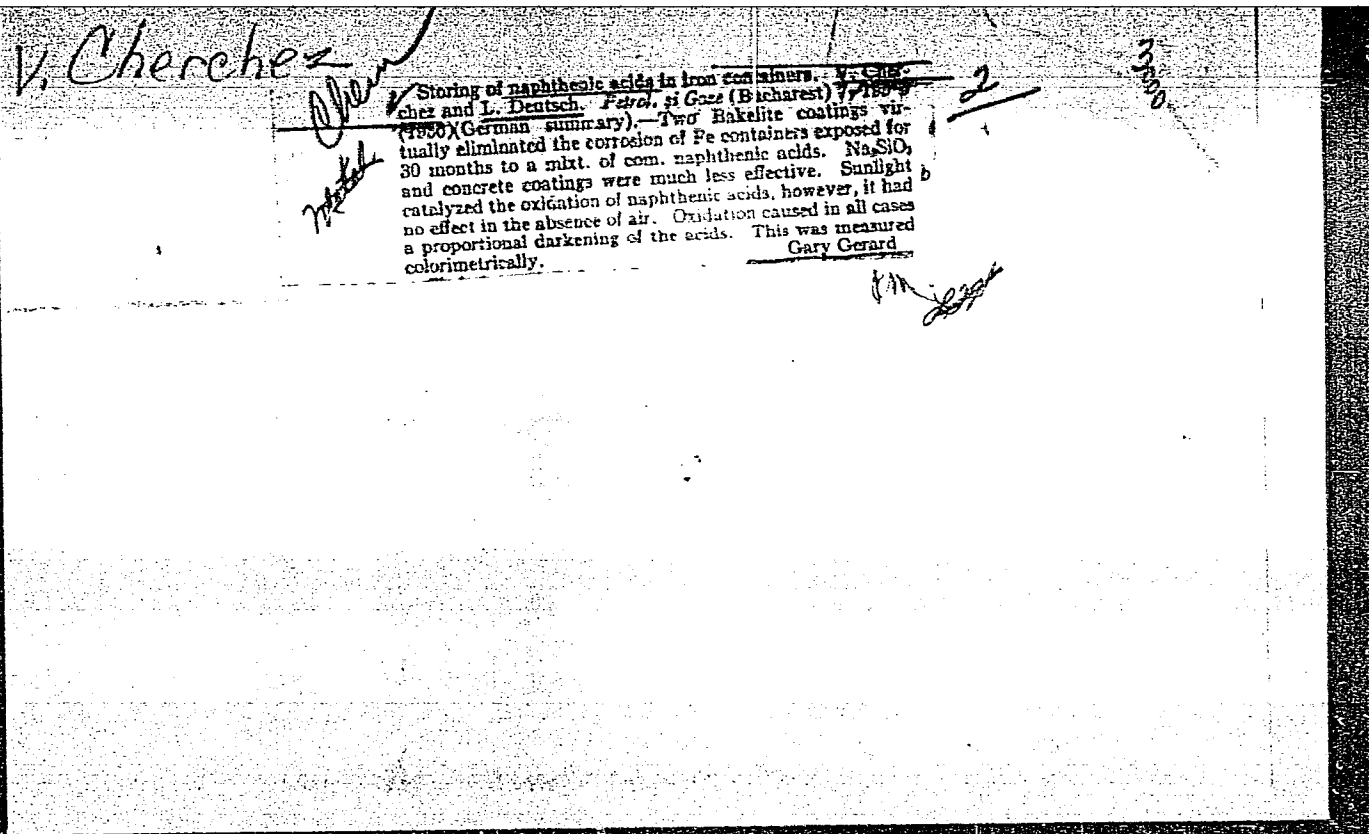 V. Cherchez
Chem
2
3
Storing of naphthenic acids in iron containers. V. Cher-
chez and L. Deutsch. Petrol. și Gaze (Bucharest)
(1956)(German summary).—Two Bakelite coatings vir-
tually eliminated the corrosion of Fe containers exposed for
30 months to a mixt. of com. naphthenic acids. Na₂SiO₃
and concrete coatings were much less effective. Sunlight
catalyzed the oxidation of naphthenic acids, however, it had
no effect in the absence of air. Oxidation caused in all cases
a proportional darkening of the acids. This was measured
colorimetrically. Gary Gerard